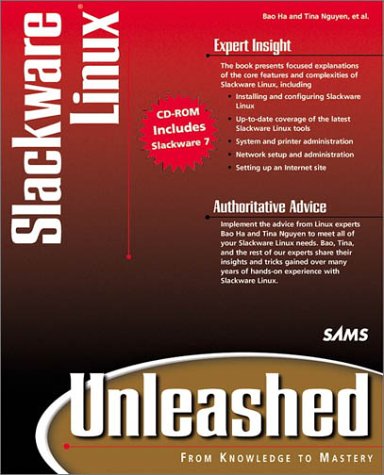 Bao Ha and Tina Nguyen, et al.
Slackware
Linux®
Expert Insight
The book presents focused explanations
of the core features and complexities of
Slackware Linux, including
• Installing and configuring Slackware
Linux
• Up-to-date coverage of the latest
Slackware Linux tools
• System and printer administration
• Network setup and administration
• Setting up an Internet site
CD-ROM
Includes
Slackware 7
Authoritative Advice
Implement the advice from Linux experts
Bao Ha and Tina Nguyen to meet all of
your Slackware Linux needs. Bao, Tina,
and the rest of our experts share their
insights and tricks gained over many
years of hands-on experience with
Slackware Linux.
SAMS
Unleashed
From Knowledge to Mastery